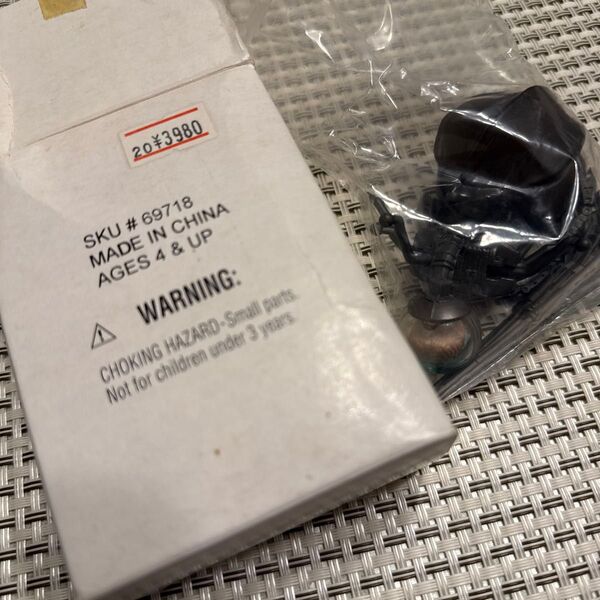 20¥3980
SKU # 69718
MADE IN CHINA
AGES 4 & UP
WARNING:
CHOKING HAZARD-Small parts.
Not for children under 3 years.